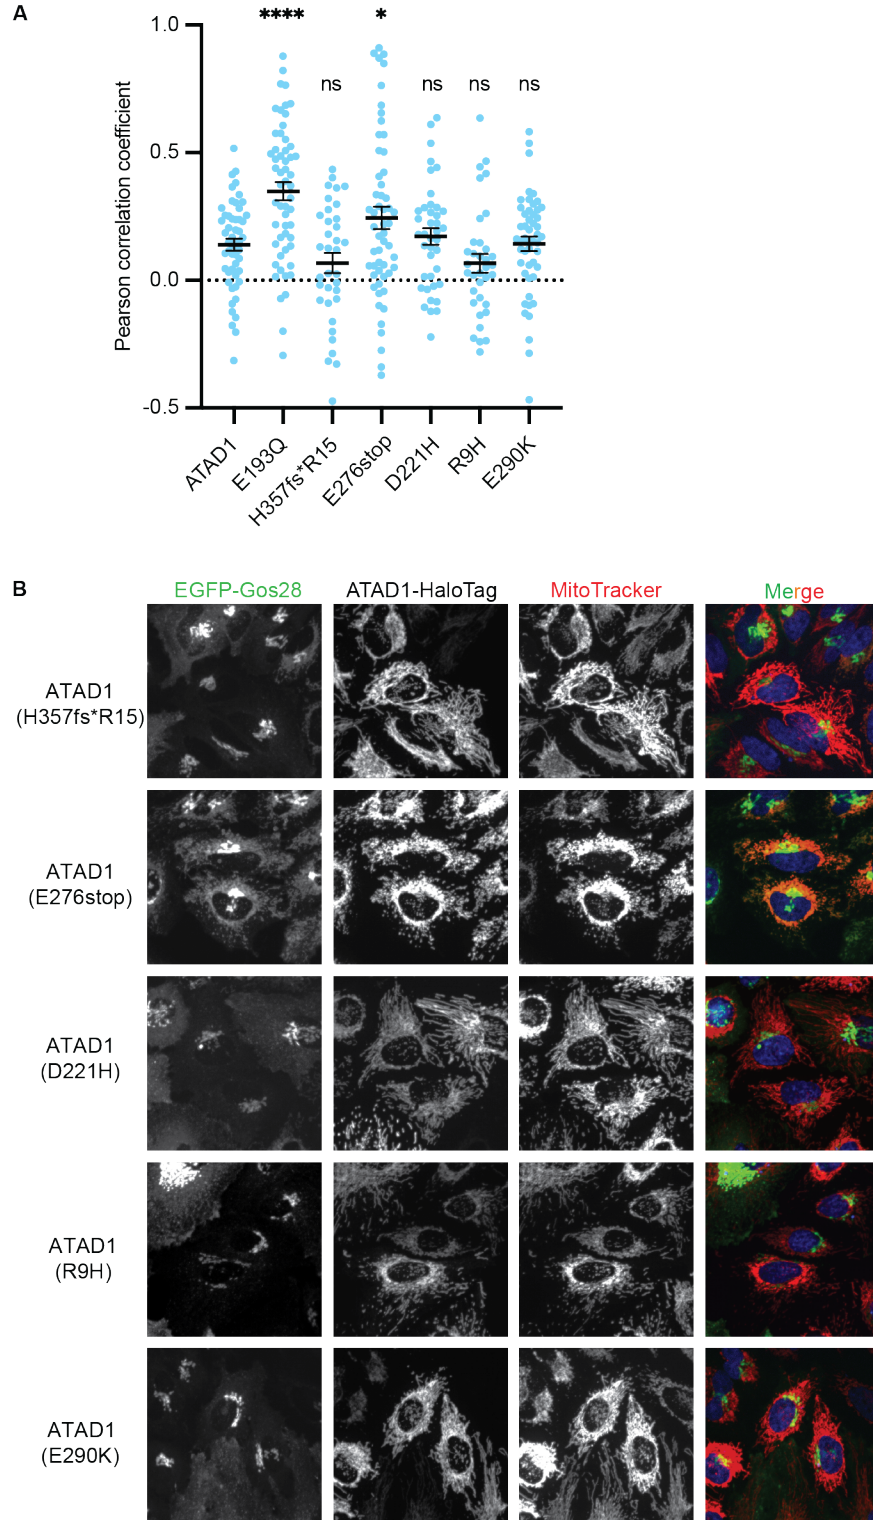 A
**** *
ns ns ns ns
Pearson correlation coefficient
1.0
0.5
0.0
-0.5
ATAD1
E193Q
H357fs*R15
E276stop
D221H
R9H
E290K
B
EGFP-Gos28 ATAD1-HaloTag MitoTracker Merge
ATAD1
(H357fs*R15)
ATAD1
(E276stop)
ATAD1
(D221H)
ATAD1
(R9H)
ATAD1
(E290K)